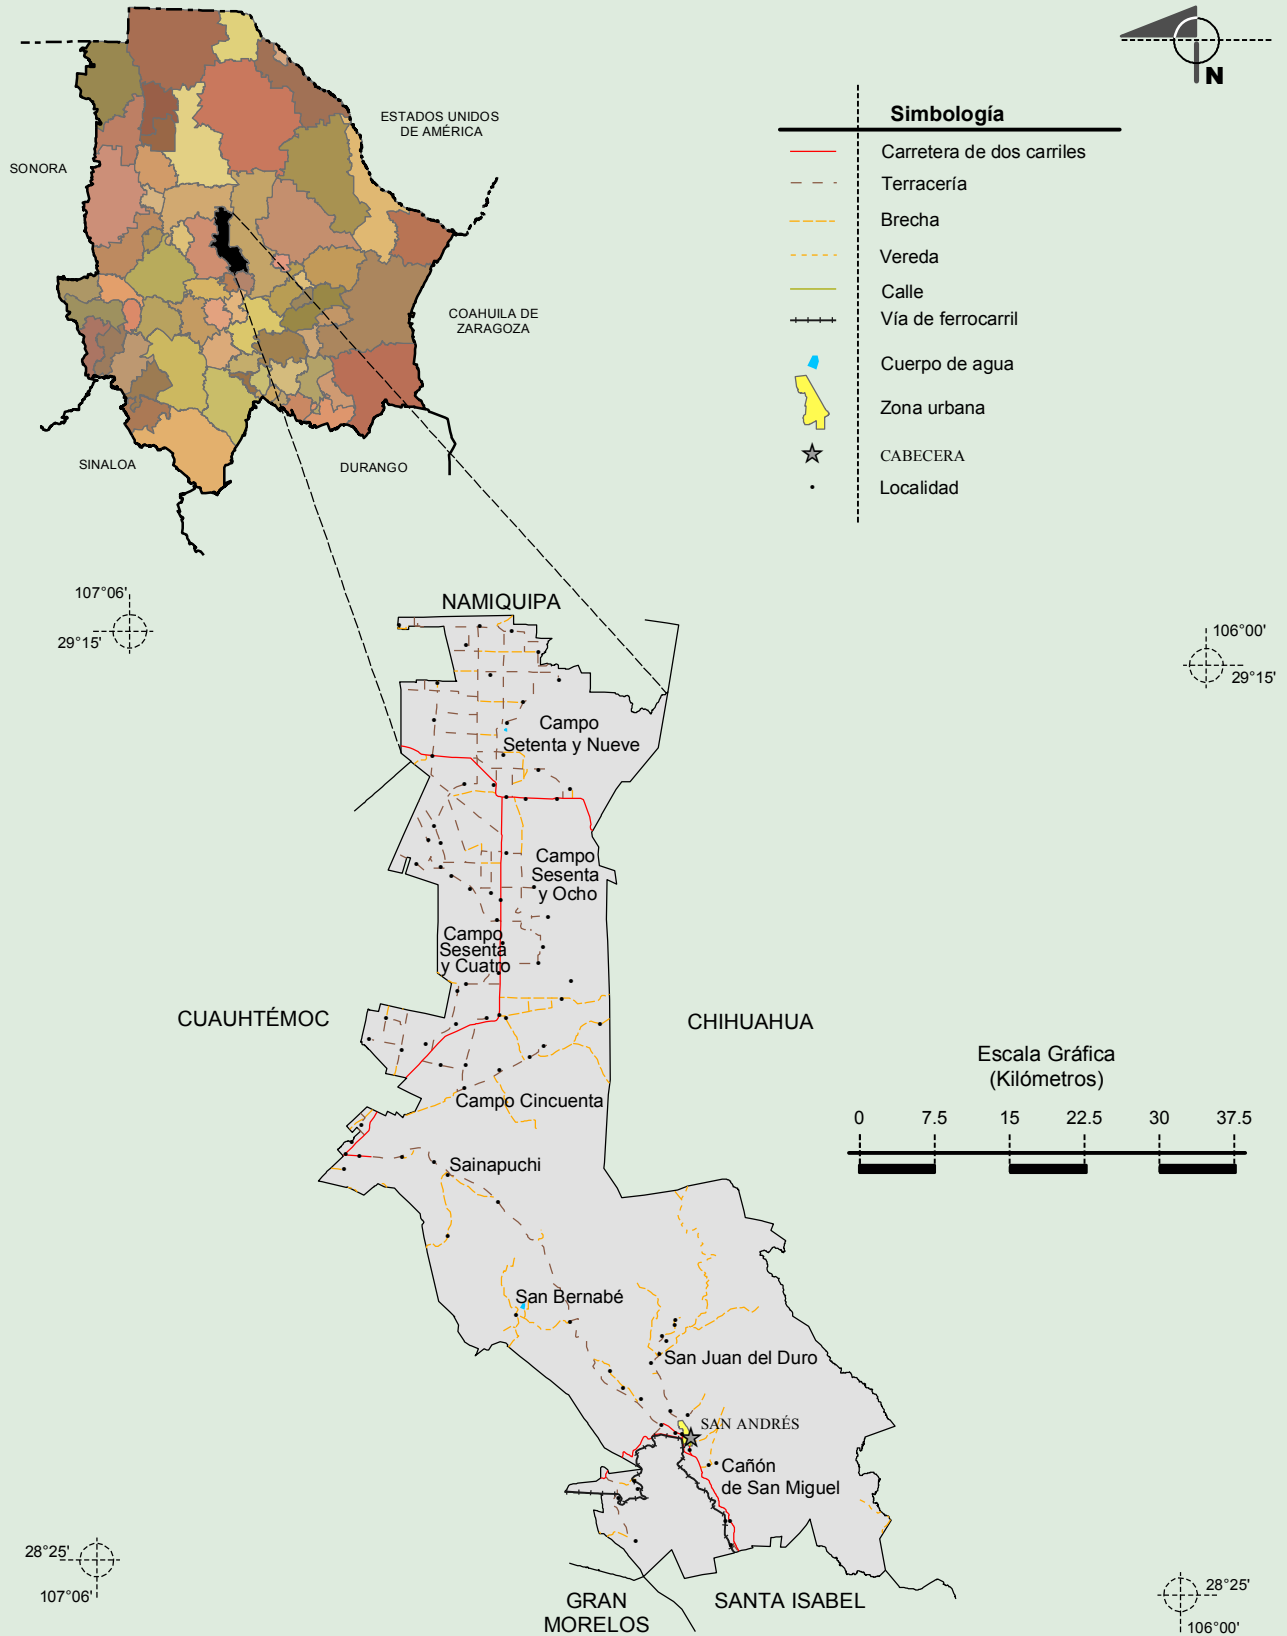 N
ESTADOS UNIDOS
DE AMÉRICA
SONORA
COAHUILA DE
ZARAGOZA
SINALOA
DURANGO
Simbología
Carretera de dos carriles
Terracería
Brecha
Vereda
Calle
Vía de ferrocarril
Cuerpo de agua
Zona urbana
CABECERA
Localidad
107°06'
29°15'
106°00'
29°15'
NAMIQUIPA
Campo
Setenta y Nueve
Campo
Sesenta
y Ocho
Campo
Sesenta
y Cuatro
CUAUHTÉMOC
CHIHUAHUA
Escala Gráfica
(Kilómetros)
0 7.5 15 22.5 30 37.5
Campo Cincuenta
Sainapuchi
San Bernabé
San Juan del Duro
SAN ANDRÉS
Cañón
de San Miguel
28°25'
107°06'
GRAN
MORELOS
SANTA ISABEL
28°25'
106°00'